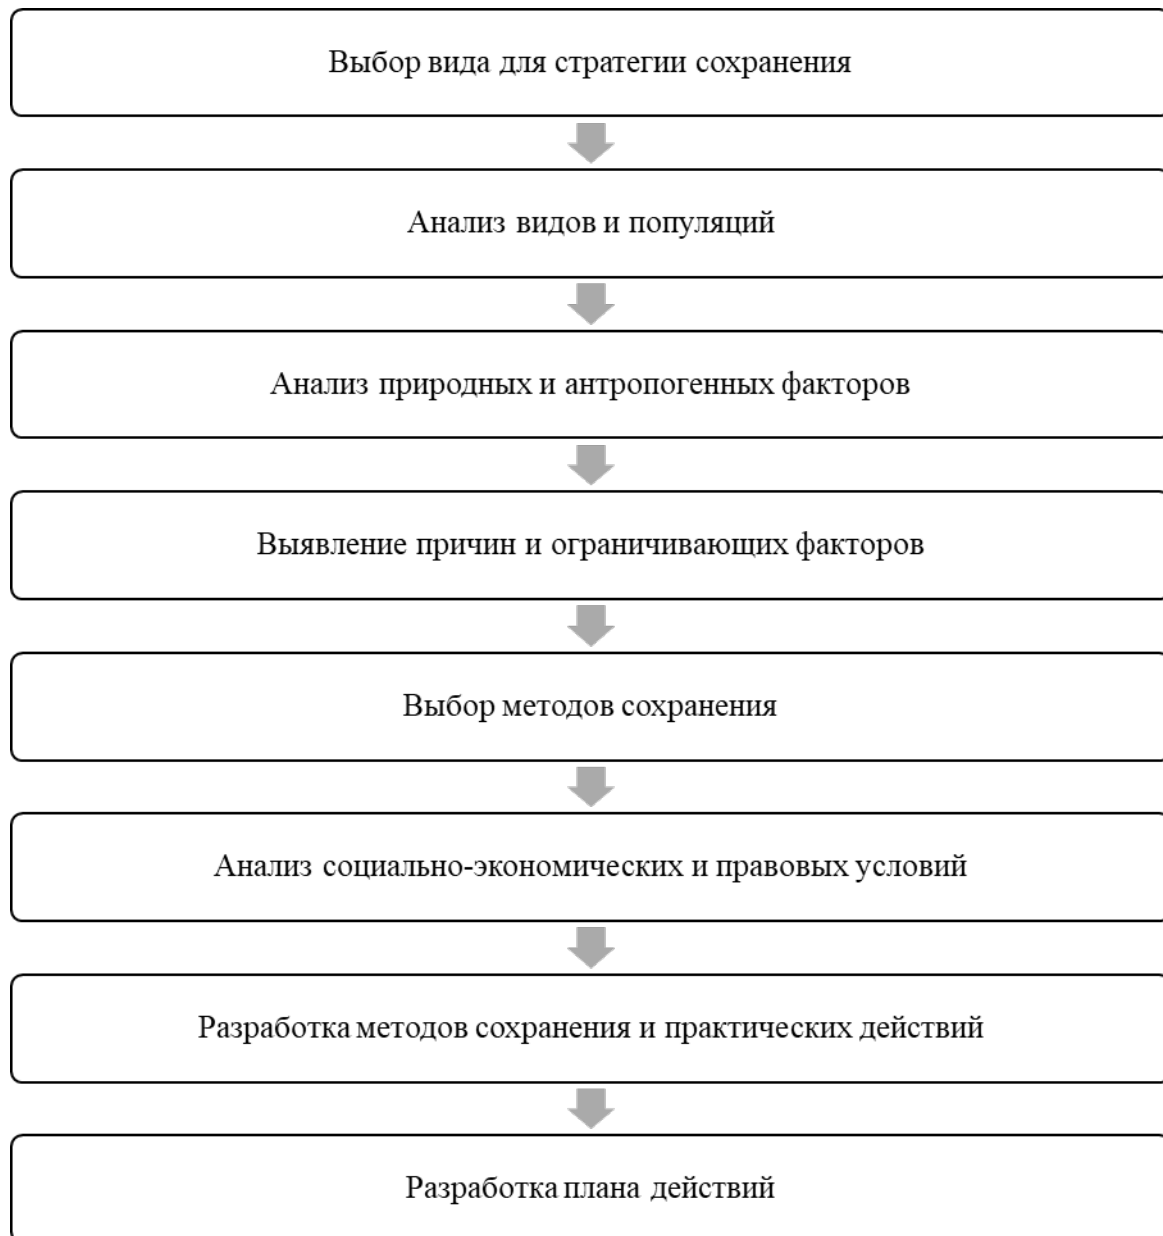 Выбор вида для стратегии сохранения
Анализ видов и популяций
Анализ природных и антропогенных факторов
Выявление причин и ограничивающих факторов
Выбор методов сохранения
Анализ социально-экономических и правовых условий
Разработка методов сохранения и практических действий
Разработка плана действий